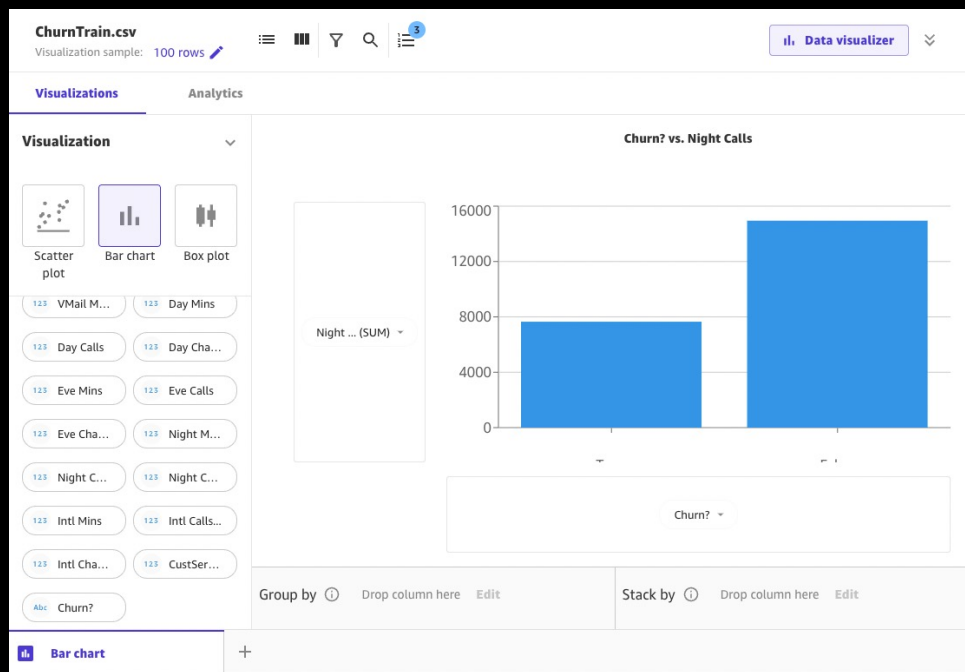 ChurnTrain.csv
Visualization sample: 100 rows
3
Data visualizer
Visualizations
Analytics
Visualization
Scatter plot
Bar chart
Box plot
123 VMail M...
123 Day Mins
123 Day Calls
123 Day Cha...
123 Eve Mins
123 Eve Calls
123 Eve Cha...
123 Night M...
123 Night C...
123 Night C...
123 Intl Mins
123 Intl Calls...
123 Intl Cha...
123 CustSer...
Abc Churn?
Churn? vs. Night Calls
16000
12000
8000
4000
0
Night ... (SUM)
Churn?
Group by
Drop column here
Edit
Stack by
Drop column here
Edit
Bar chart
+